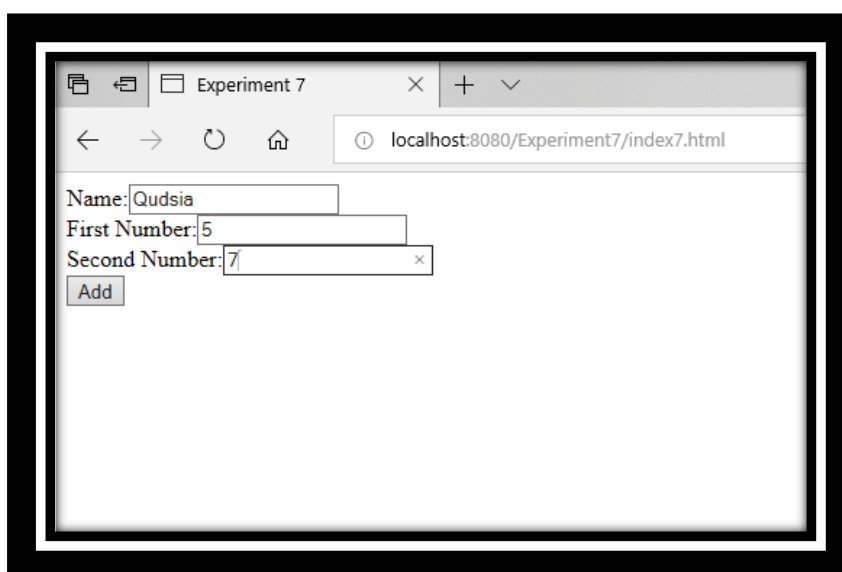 Experiment 7
localhost:8080/Experiment7/index7.html
Name: Qudsia
First Number: 5
Second Number: 7
Add